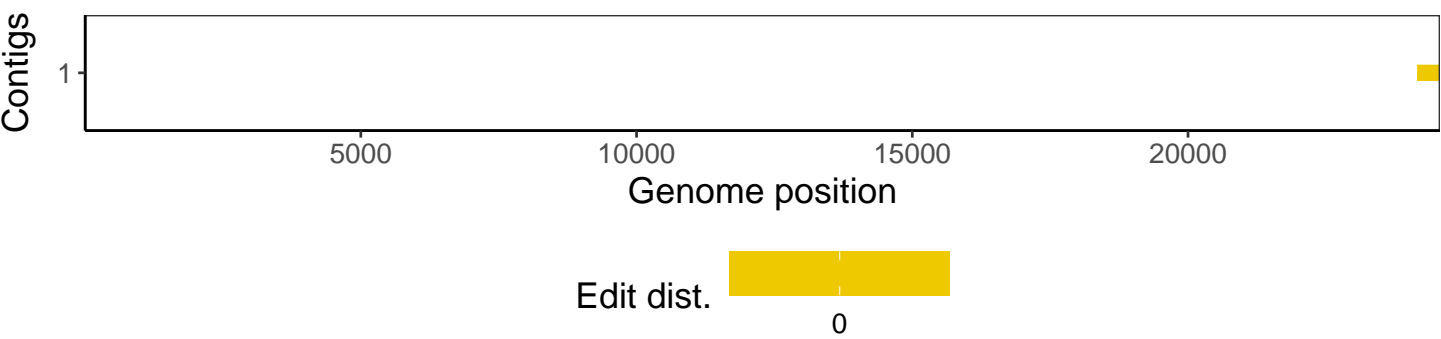 Contigs
1
5000 10000 15000 20000
Genome position
Edit dist.
0